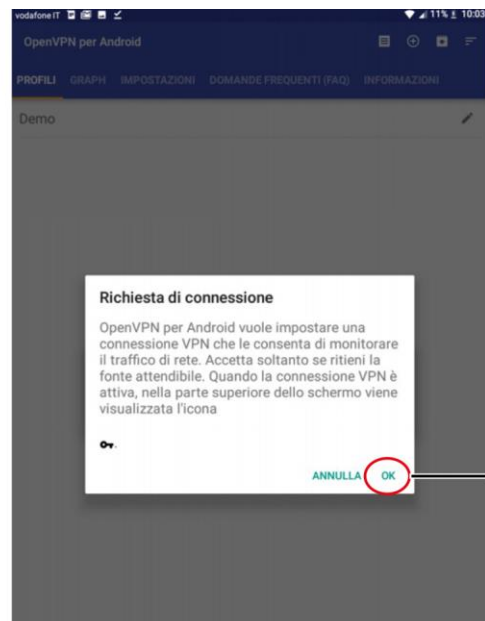 vodafone IT
11% 10:03
OpenVPN per Android
PROFILI GRAPH IMPOSTAZIONI DOMANDE FREQUENTI (FAQ) INFORMAZIONI
Demo
Richiesta di connessione
OpenVPN per Android vuole impostare una
connessione VPN che le consenta di monitorare
il traffico di rete. Accetta soltanto se ritieni la
fonte attendibile. Quando la connessione VPN è
attiva, nella parte superiore dello schermo viene
visualizzata l'icona
.
ANNULLA OK